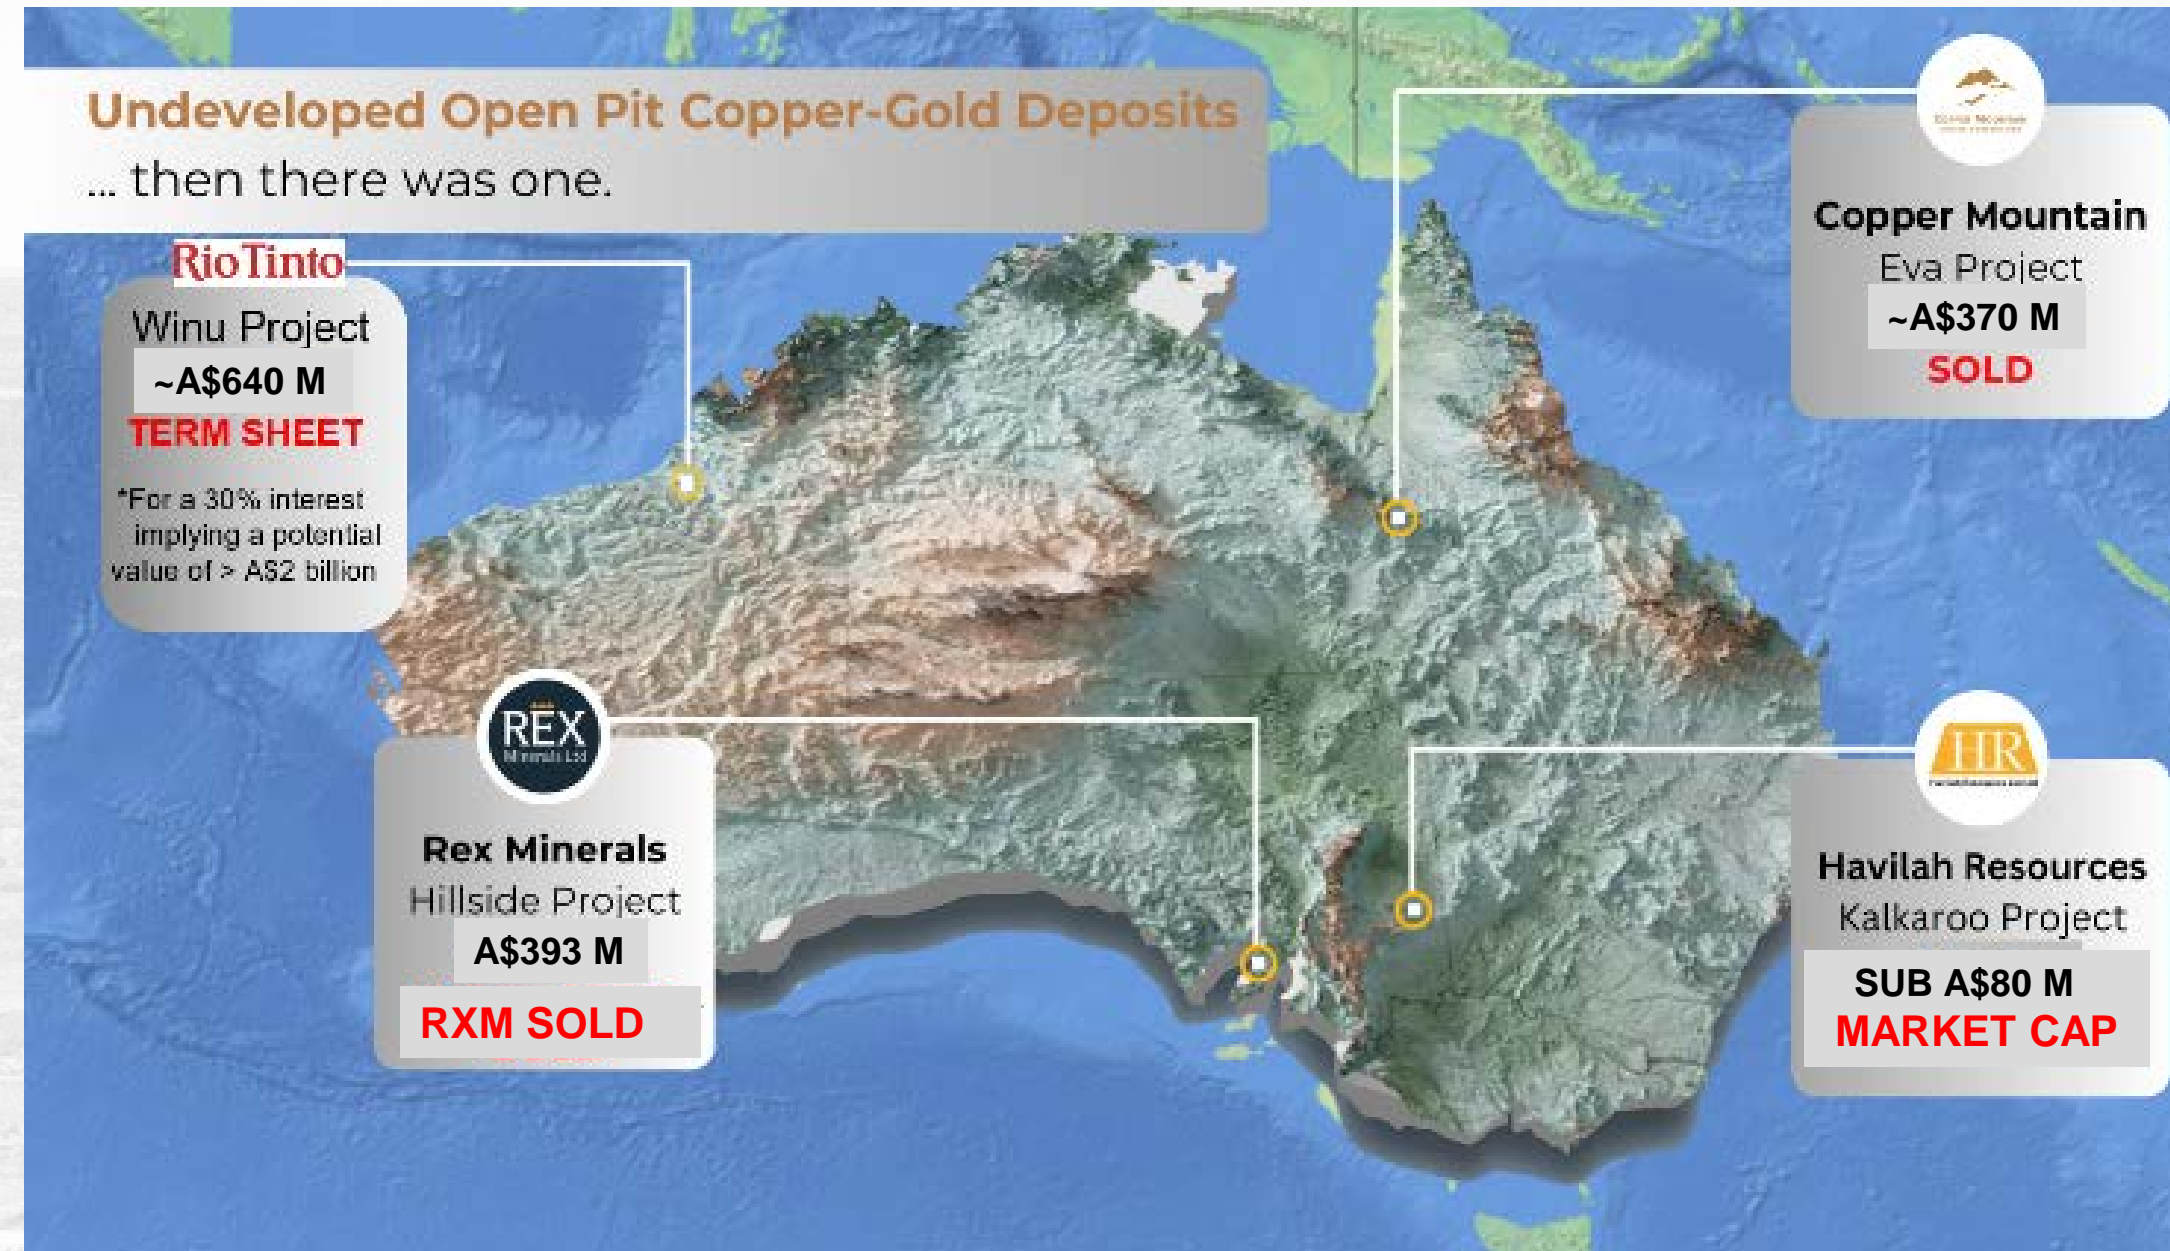 Undeveloped Open Pit Copper-Gold Deposits
... then there was one.
RioTinto
Winu Project
~A$640 M
TERM SHEET
*For a 30% interest
implying a potential
value of > A$2 billion
Copper Mountain
Eva Project
~A$370 M
SOLD
REX
Minerals Ltd
Rex Minerals
Hillside Project
A$393 M
RXM SOLD
HR
Havilah Resources
Kalkaroo Project
SUB A$80 M
MARKET CAP